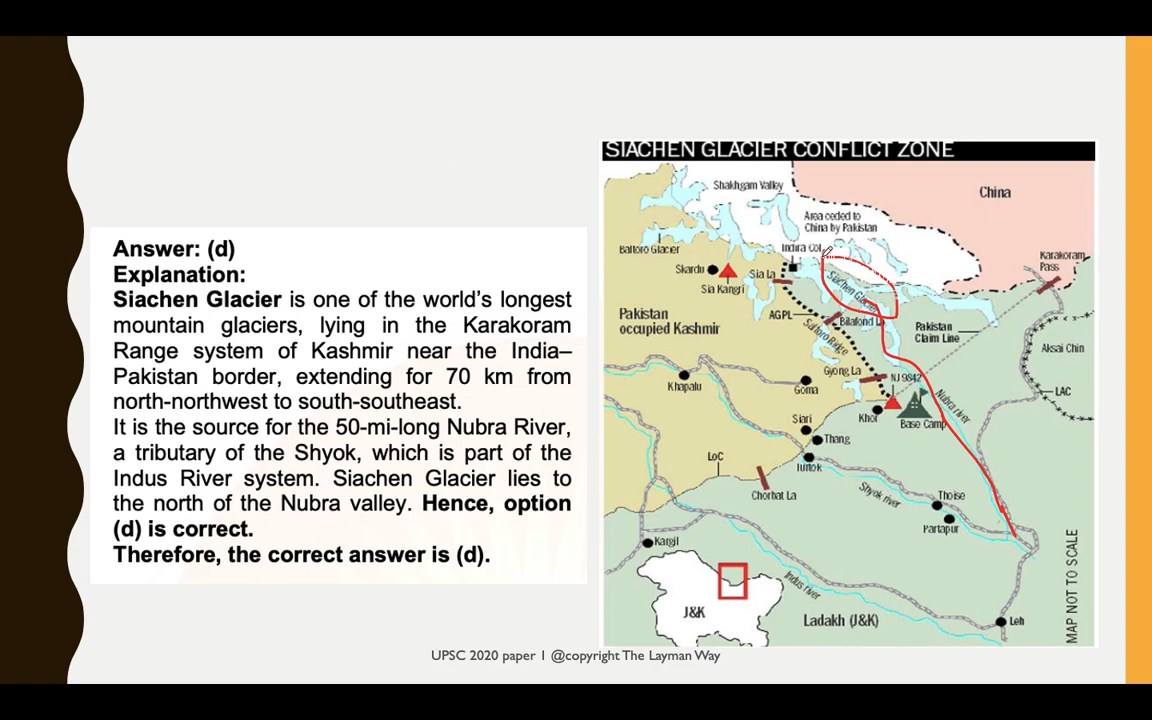 Answer: (d)
Explanation:
Siachen Glacier is one of the world's longest
mountain glaciers, lying in the Karakoram
Range system of Kashmir near the India–
Pakistan border, extending for 70 km from
north-northwest to south-southeast.
It is the source for the 50-mi-long Nubra River,
a tributary of the Shyok, which is part of the
Indus River system. Siachen Glacier lies to
the north of the Nubra valley. Hence, option
(d) is correct.
Therefore, the correct answer is (d).
SIACHEN GLACIER CONFLICT ZONE
Shakhgam Valley
China
Area ceded to
China by Pakistan
Baltoro Glacier
Indira Col
Karakoram
Pass
Skardu
Sia La
Sia Kangri
Siachen Glacier
Pakistan
occupied Kashmir
AGPL
Bilafond La
Saltoro Ridge
Pakistan
Claim Line
Aksai Chin
Gyong La
NJ 9842
Khapalu
Goma
LAC
Khor
Base Camp
Nubra river
Siari
Thang
LoC
Turtok
Chorbat La
Shyok river
Thoise
Partapur
Kargil
Indus river
J&K
Ladakh (J&K)
Leh
MAP NOT TO SCALE
UPSC 2020 paper 1 @copyright The Layman Way